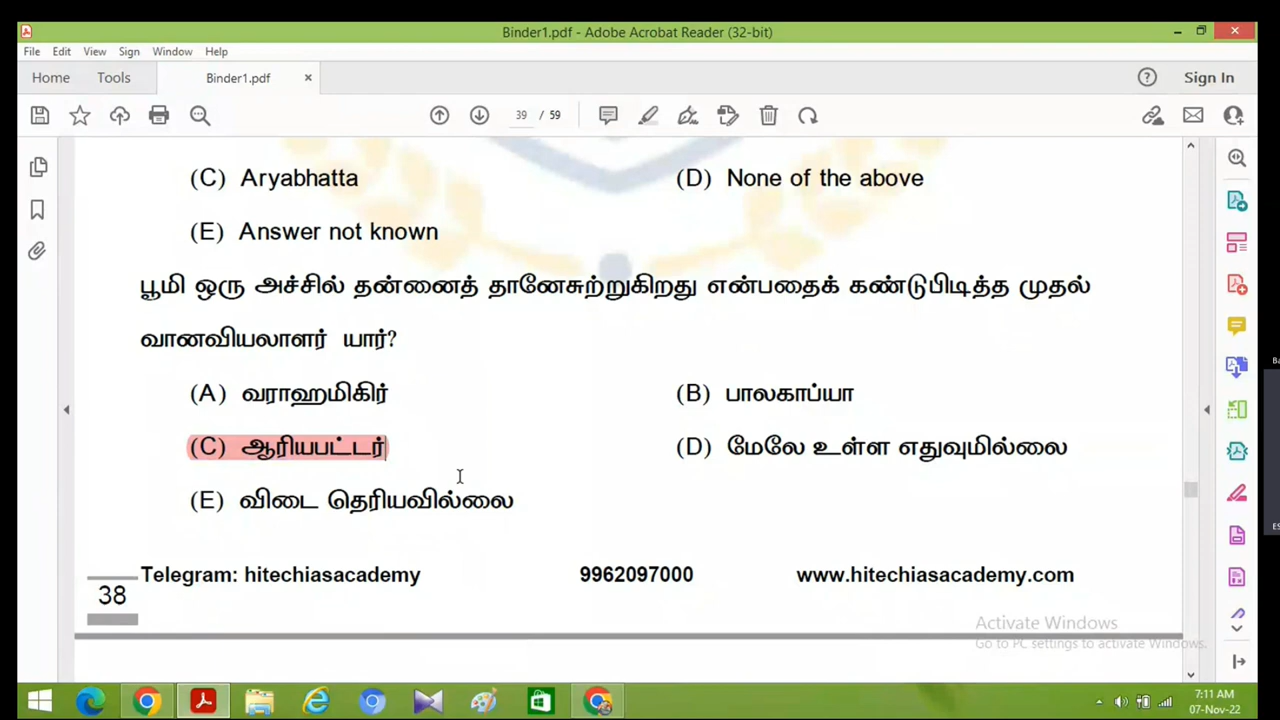 Binder1.pdf - Adobe Acrobat Reader (32-bit)
File Edit View Sign Window Help
Home Tools Binder1.pdf × Sign In
39 / 59
(C) Aryabhatta (D) None of the above
(E) Answer not known
பூமி ஒரு அச்சில் தன்னைத் தானேசுற்றுகிறது என்பதைக் கண்டுபிடித்த முதல்
வானவியலாளர் யார்?
(A) வராஹமிகிர் (B) பாலகாப்யா
(C) ஆரியபட்டர் (D) மேலே உள்ள எதுவுமில்லை
(E) விடை தெரியவில்லை
Telegram: hitechiasacademy 9962097000 www.hitechiasacademy.com
38
Activate Windows
Go to PC settings to activate Windows.
7:11 AM
07-Nov-22